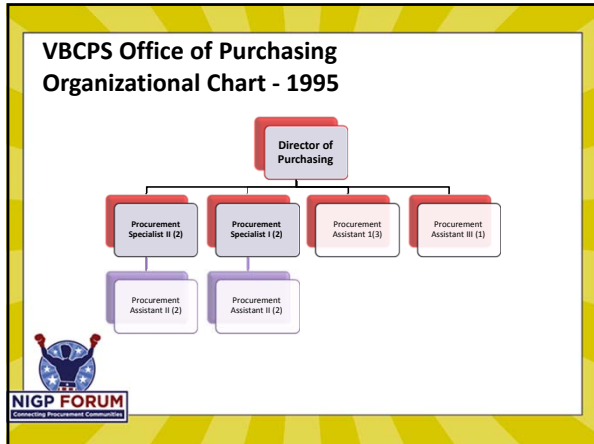 VBCPS Office of Purchasing
Organizational Chart - 1995
Director of
Purchasing
Procurement
Specialist II (2)
Procurement
Specialist I (2)
Procurement
Assistant 1(3)
Procurement
Assistant III (1)
Procurement
Assistant II (2)
Procurement
Assistant II (2)
NIGP FORUM
Connecting Procurement Communities